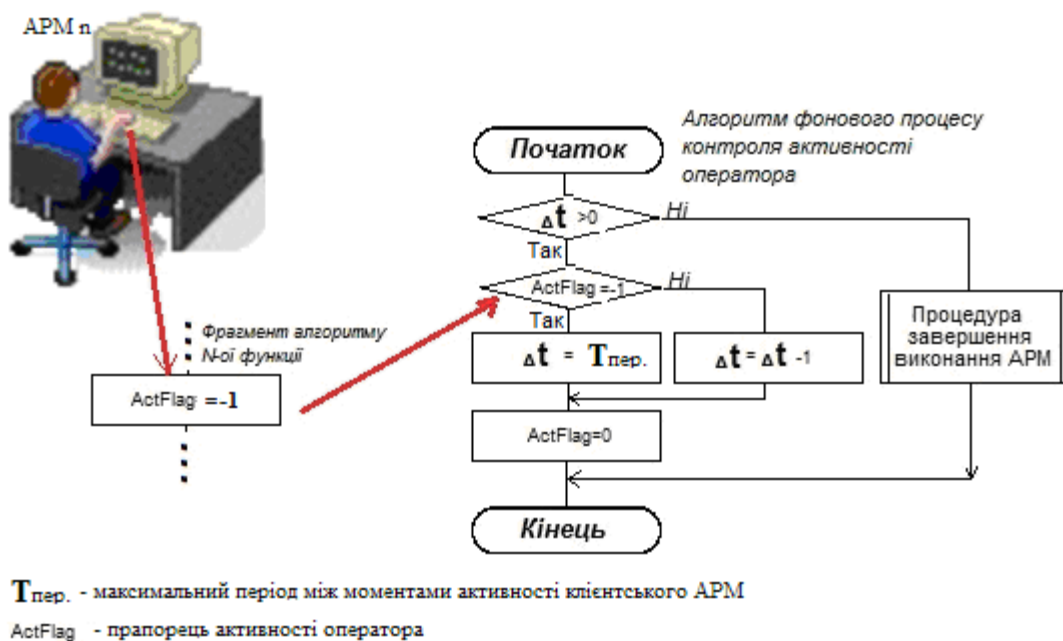 АРМ n
Алгоритм фонового процесу
контроля активності
оператора
Початок
Δt >0
Ні
Так
ActFlag =-1
Ні
Так
Δt = Tпер.
Δt = Δt -1
Процедура
завершення
виконання АРМ
Фрагмент алгоритму
N-ої функції
ActFlag =-1
ActFlag=0
Кінець
Tпер. - максимальний період між моментами активності клієнтського АРМ
ActFlag - прапорець активності оператора